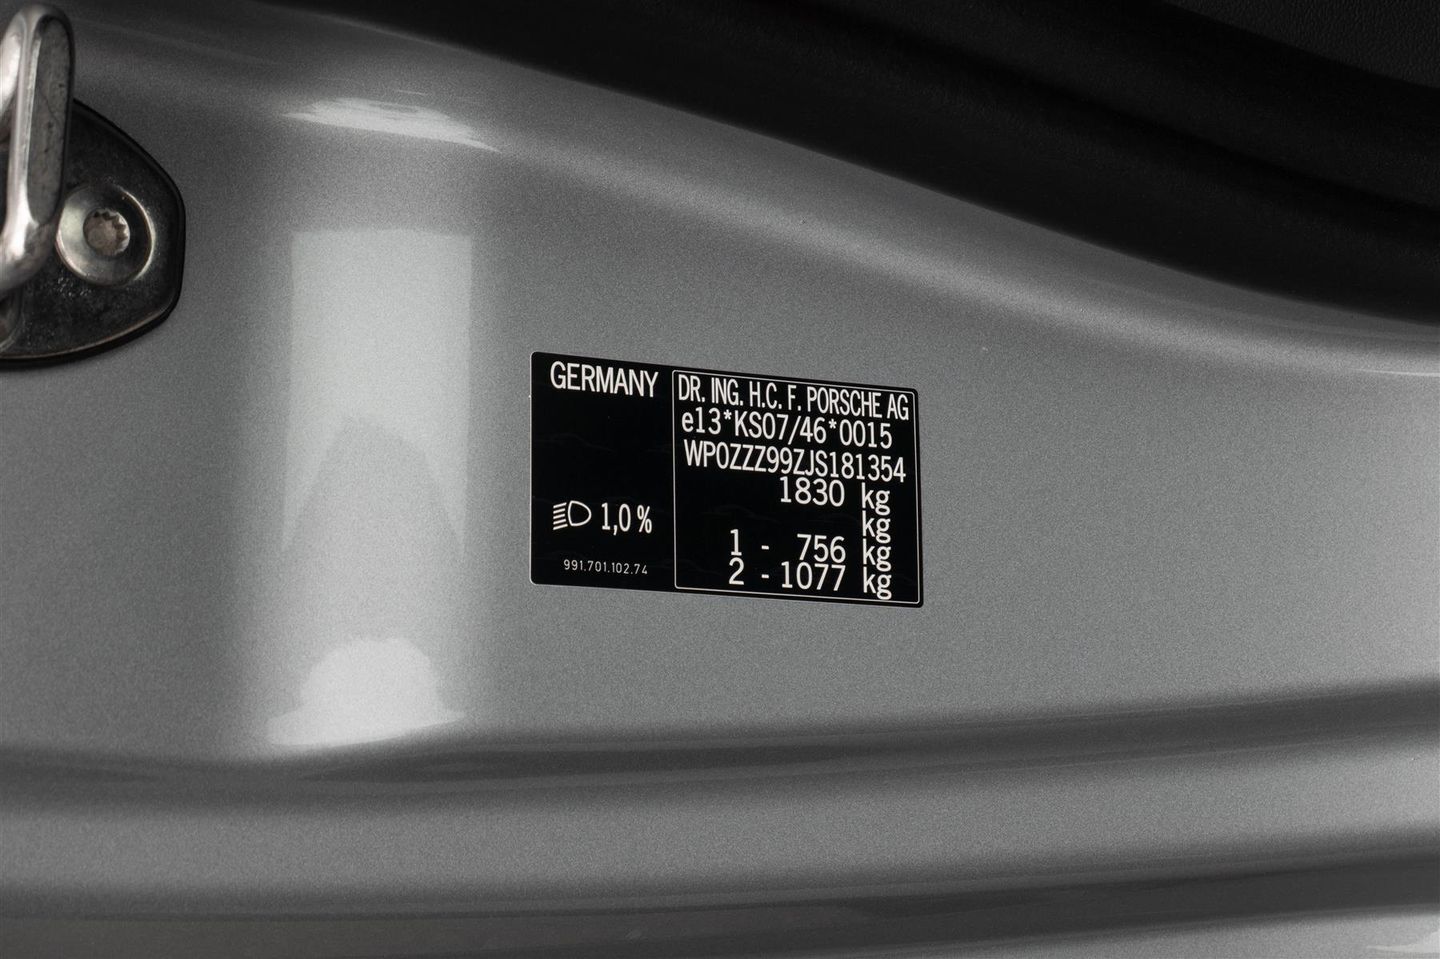 GERMANY
1,0 %
991.701.102.74
DR. ING. H.C. F. PORSCHE AG
e13*KS07/46*0015
WP0ZZZ99ZJS181354
1830 kg
kg
1 - 756 kg
2 - 1077 kg